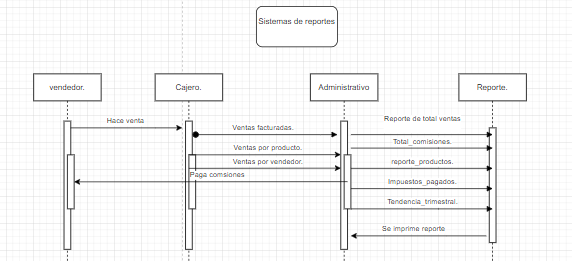 Sistemas de reportes
vendedor.
Cajero.
Administrativo
Reporte.
Hace venta
Reporte de total ventas
Ventas facturadas.
Total_comisiones.
Ventas por producto.
Ventas por vendedor.
reporte_productos.
Paga comsiones
Impuestos_pagados.
Tendencia_trimestral.
Se imprime reporte